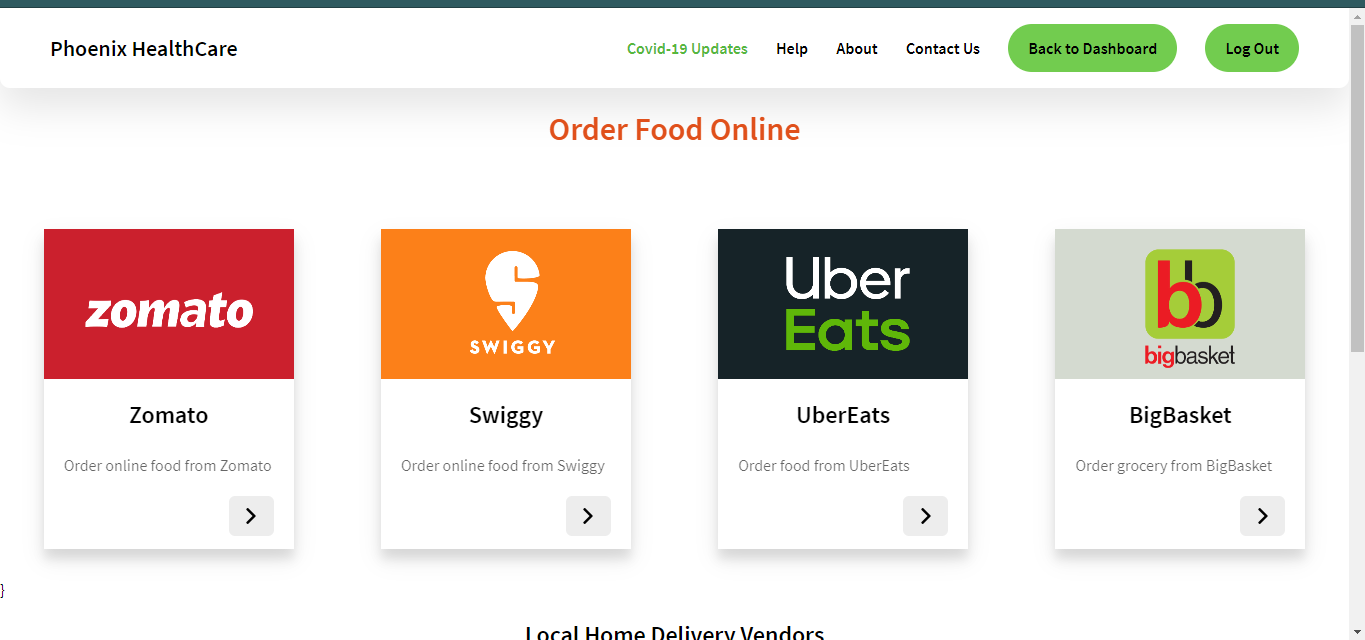 Phoenix HealthCare
Covid-19 Updates Help About Contact Us Back to Dashboard Log Out
Order Food Online
zomato
SWIGGY
Uber
Eats
bb
bigbasket
Zomato
Swiggy
UberEats
BigBasket
Order online food from Zomato
Order online food from Swiggy
Order food from UberEats
Order grocery from BigBasket
}
Local Home Delivery Vendors